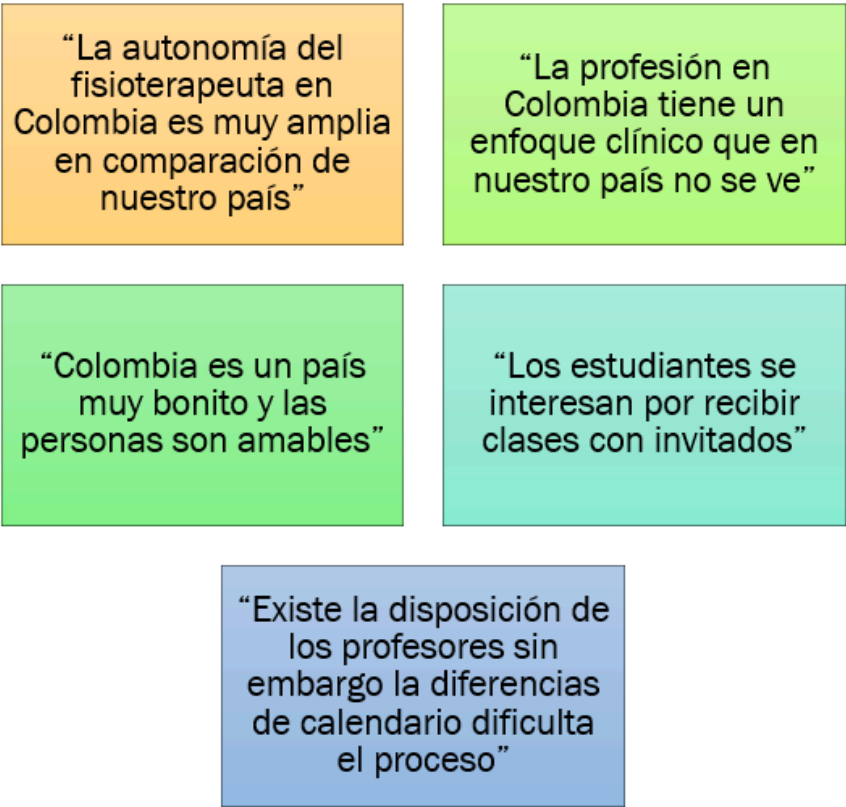 “La autonomía del
fisioterapeuta en
Colombia es muy amplia
en comparación de
nuestro país”
“La profesión en
Colombia tiene un
enfoque clínico que en
nuestro país no se ve”
“Colombia es un país
muy bonito y las
personas son amables”
“Los estudiantes se
interesan por recibir
clases con invitados”
“Existe la disposición de
los profesores sin
embargo la diferencias
de calendario dificulta
el proceso”